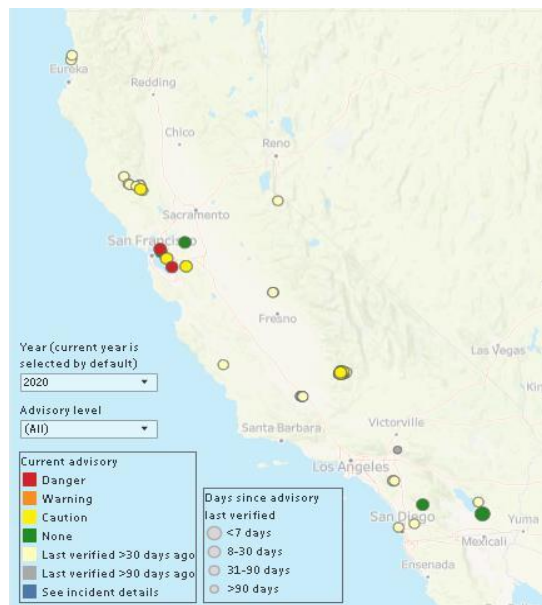 Eureka
Redding
Chico
Reno
Sacramento
San Francisco
Fresno
Las Vegas
Kin
Santa Barbara
Victorville
Los Angeles
San Diego
Yuma
Mexicali
Ensenada
Year (current year is
selected by default)
2020
Advisory level
(All)
Current advisory
Danger
Warning
Caution
None
Last verified >30 days ago
Last verified >90 days ago
See incident details
Days since advisory
last verified
<7 days
8-30 days
31-90 days
>90 days